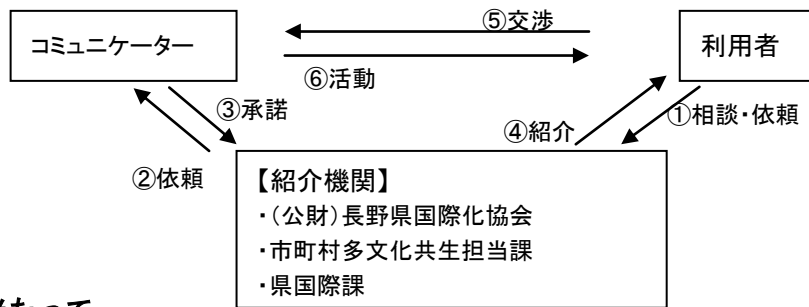 ⑤交渉
コミュニケーター
利用者
⑥活動
③承諾
①相談・依頼
④紹介
②依頼
【紹介機関】
・(公財)長野県国際化協会
・市町村多文化共生担当課
・県国際課